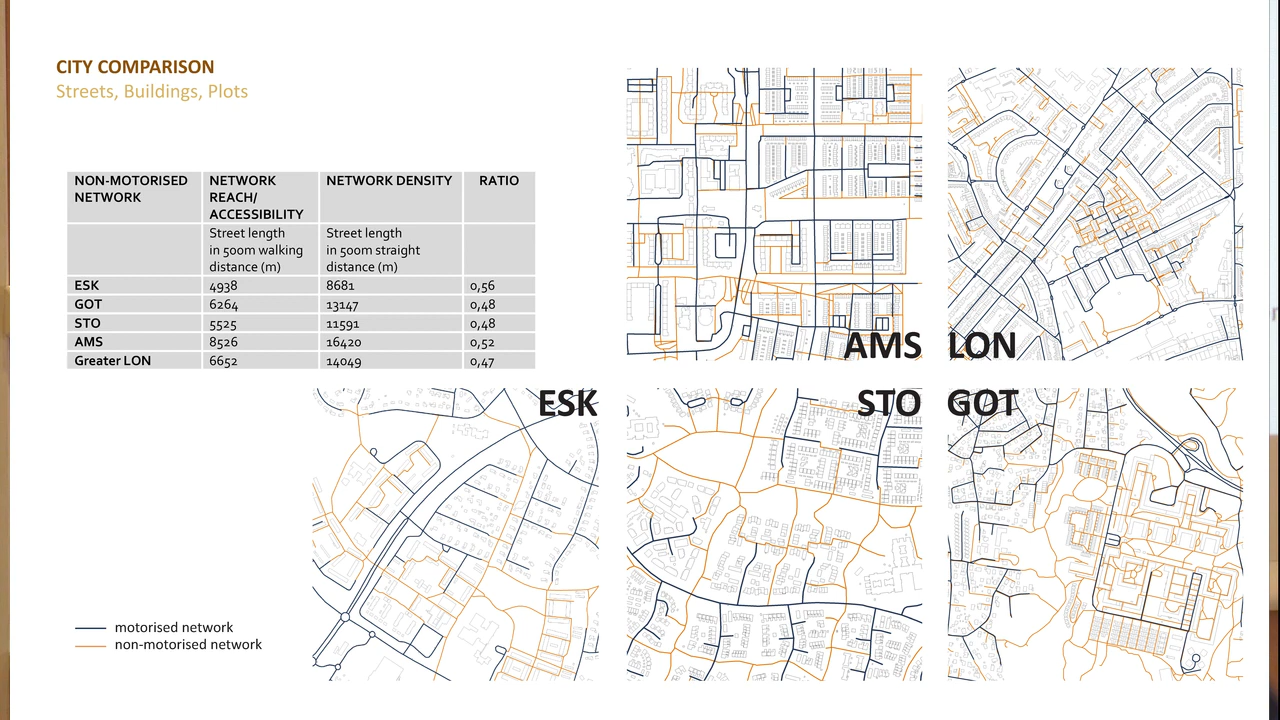 CITY COMPARISON
Streets, Buildings, Plots
NON-MOTORISED NETWORK
NETWORK REACH/ ACCESSIBILITY
NETWORK DENSITY
RATIO
Street length in 500m walking distance (m)
Street length in 500m straight distance (m)
ESK 4938 8681 0,56
GOT 6264 13147 0,48
STO 5525 11591 0,48
AMS 8526 16420 0,52
Greater LON 6652 14049 0,47
AMS LON
ESK STO GOT
motorised network
non-motorised network